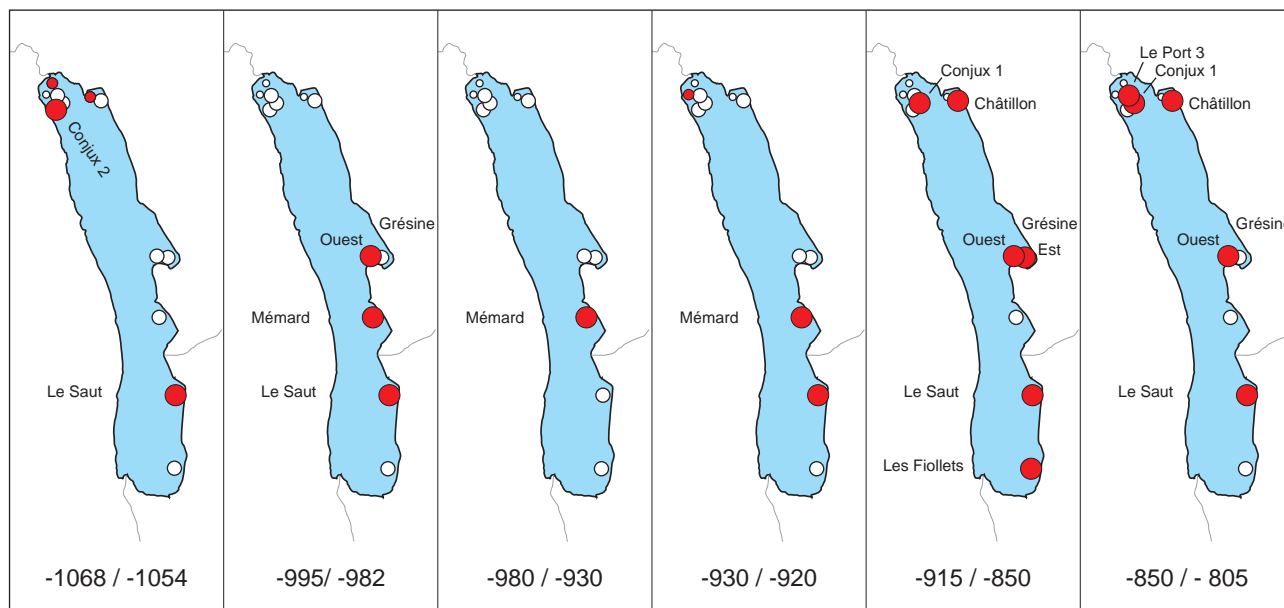 Conjux 2
Le Saut
-1068 / -1054
Grésine
Ouest
Mémard
Le Saut
-995/ -982
Mémard
-980 / -930
Mémard
-930 / -920
Conjux 1
Châtillon
Grésine
Ouest
Est
Le Saut
Les Fiollets
-915 / -850
Le Port 3
Conjux 1
Châtillon
Grésine
Ouest
Le Saut
-850 / - 805